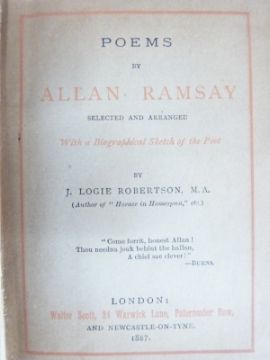 POEMS
BY
ALLAN RAMSAY
SELECTED AND ARRANGED
With a Biographical Sketch of the Poet
BY
J. LOGIE ROBERTSON, M.A.
(Author of "Horace in Homespun," etc.)
"Come forrit, honest Allan!
Thou needna jouk behint the hallan,
A chiel sae clever!"
—BURNS.
LONDON:
Walter Scott, 24 Warwick Lane, Paternoster Row,
AND NEWCASTLE-ON-TYNE.
1887.